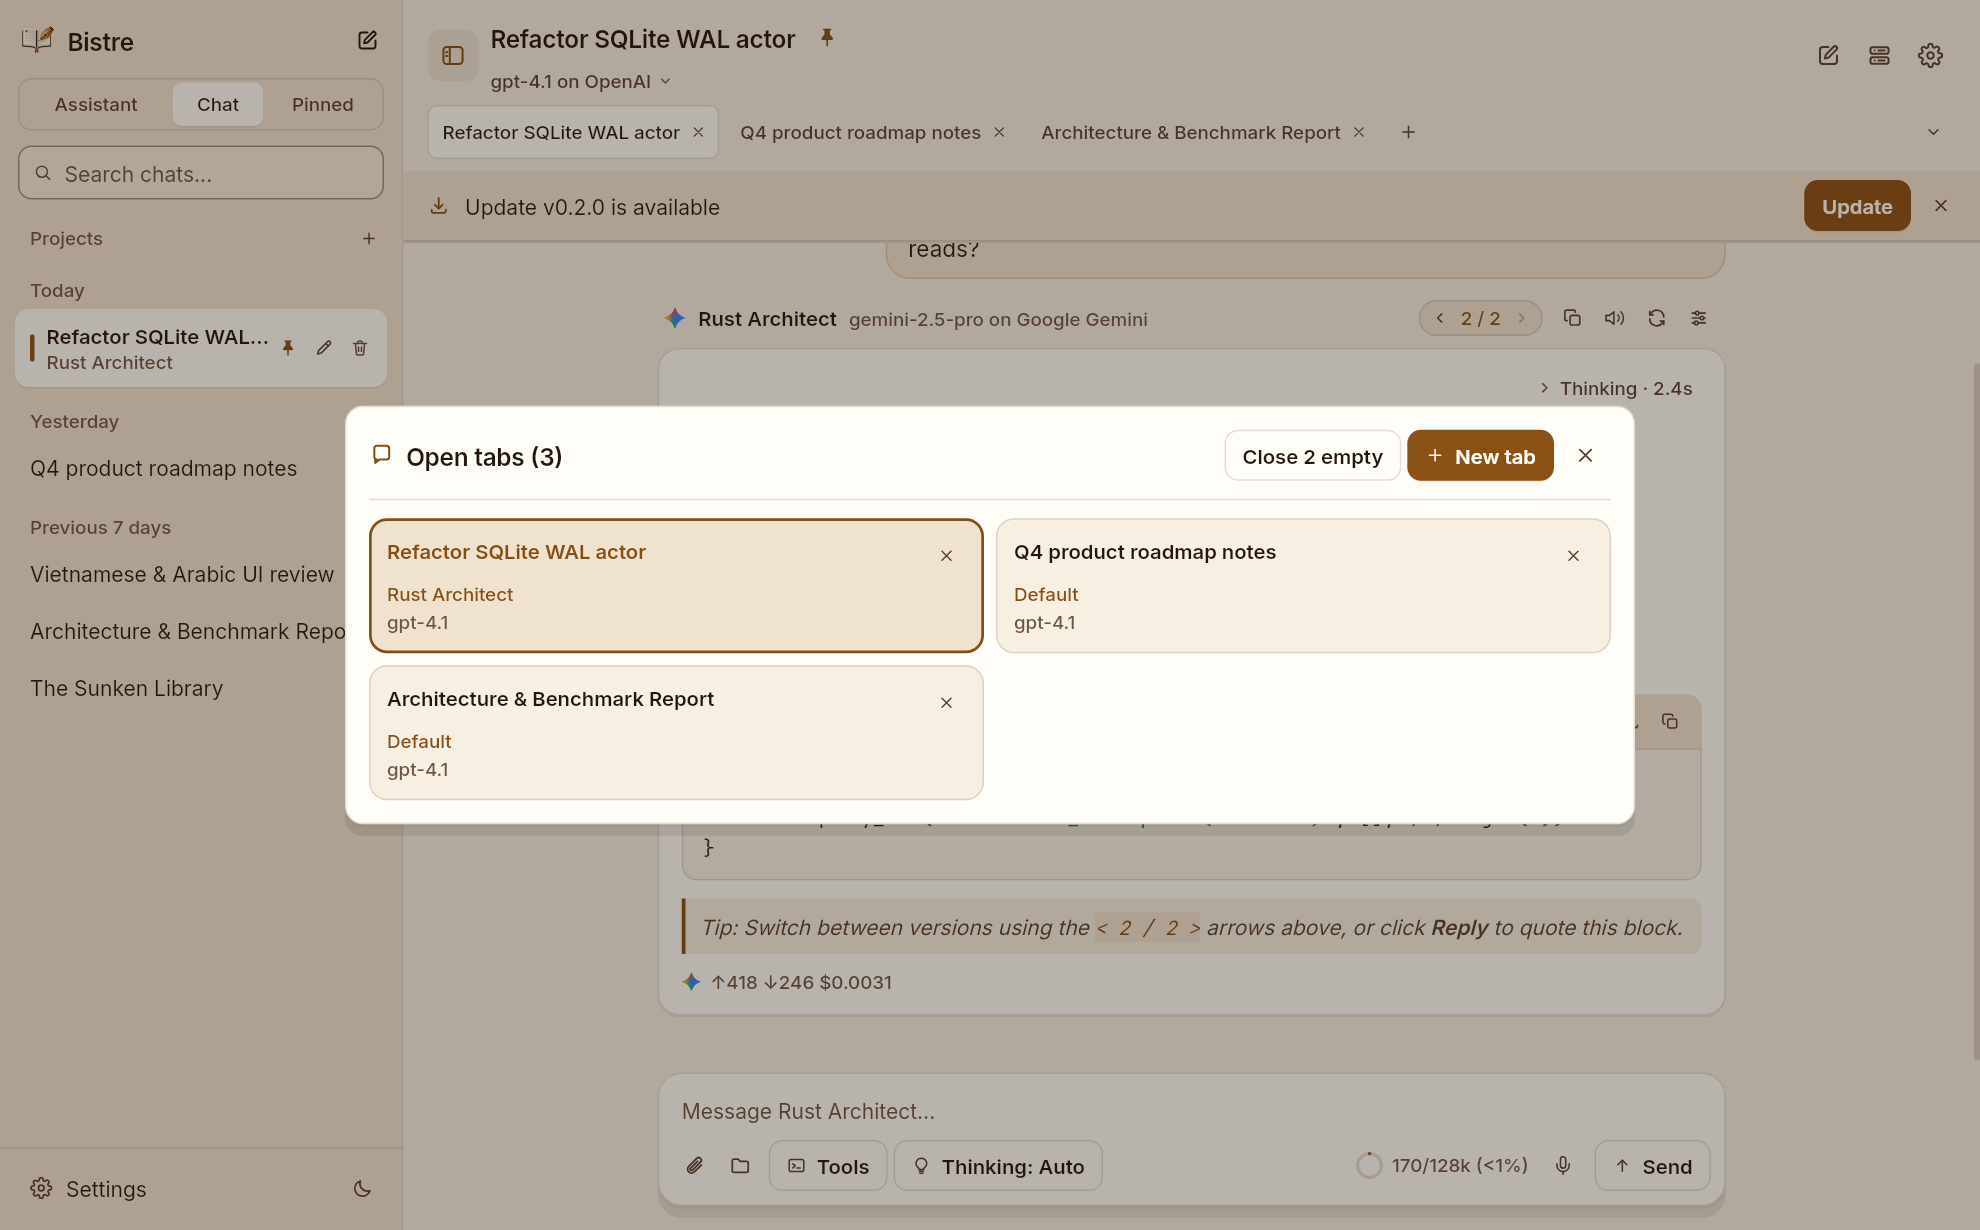 Bistre
Assistant
Chat
Pinned
Search chats...
Projects
Today
Refactor SQLite WAL...
Rust Architect
Yesterday
Q4 product roadmap notes
Previous 7 days
Vietnamese & Arabic UI review
Architecture & Benchmark Repo
The Sunken Library
Settings
Refactor SQLite WAL actor
gpt-4.1 on OpenAI
Refactor SQLite WAL actor
Q4 product roadmap notes
Architecture & Benchmark Report
Update v0.2.0 is available
Update
reads?
Rust Architect gemini-2.5-pro on Google Gemini
2 / 2
Thinking · 2.4s
Open tabs (3)
Close 2 empty
New tab
Refactor SQLite WAL actor
Rust Architect
gpt-4.1
Q4 product roadmap notes
Default
gpt-4.1
Architecture & Benchmark Report
Default
gpt-4.1
}
Tip: Switch between versions using the < 2 / 2 > arrows above, or click Reply to quote this block.
↑418 ↓246 $0.0031
Message Rust Architect...
Tools
Thinking: Auto
170/128k (<1%)
Send